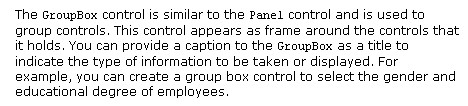 The GroupBox control is similar to the Panel control and is used to
group controls. This control appears as frame around the controls that
it holds. You can provide a caption to the GroupBox as a title to
indicate the type of information to be taken or displayed. For
example, you can create a group box control to select the gender and
educational degree of employees.